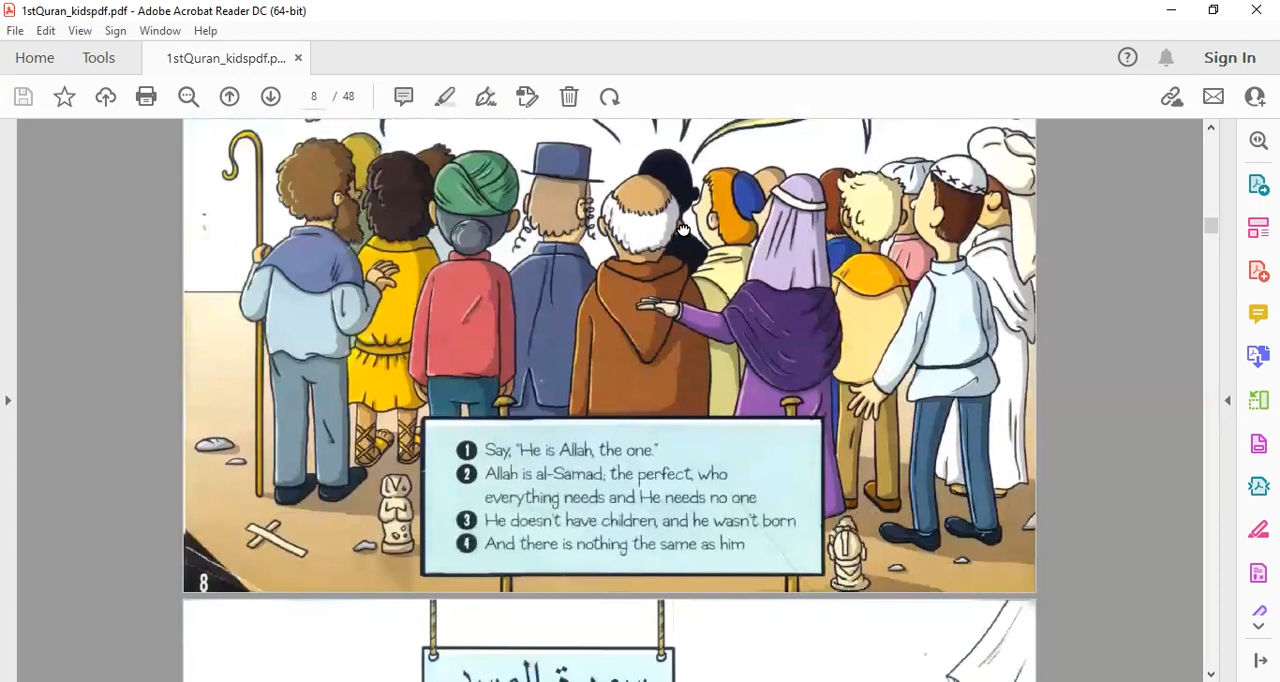 1stQuran_kidspdf.pdf - Adobe Acrobat Reader DC (64-bit)
File Edit View Sign Window Help
Home Tools 1stQuran_kidspdf.p... × Sign In
8 / 48
1 Say, "He is Allah, the one."
2 Allah is al-Samad; the perfect, who
everything needs and He needs no one
3 He doesn't have children, and he wasn't born
4 And there is nothing the same as him
8
سورة المسد